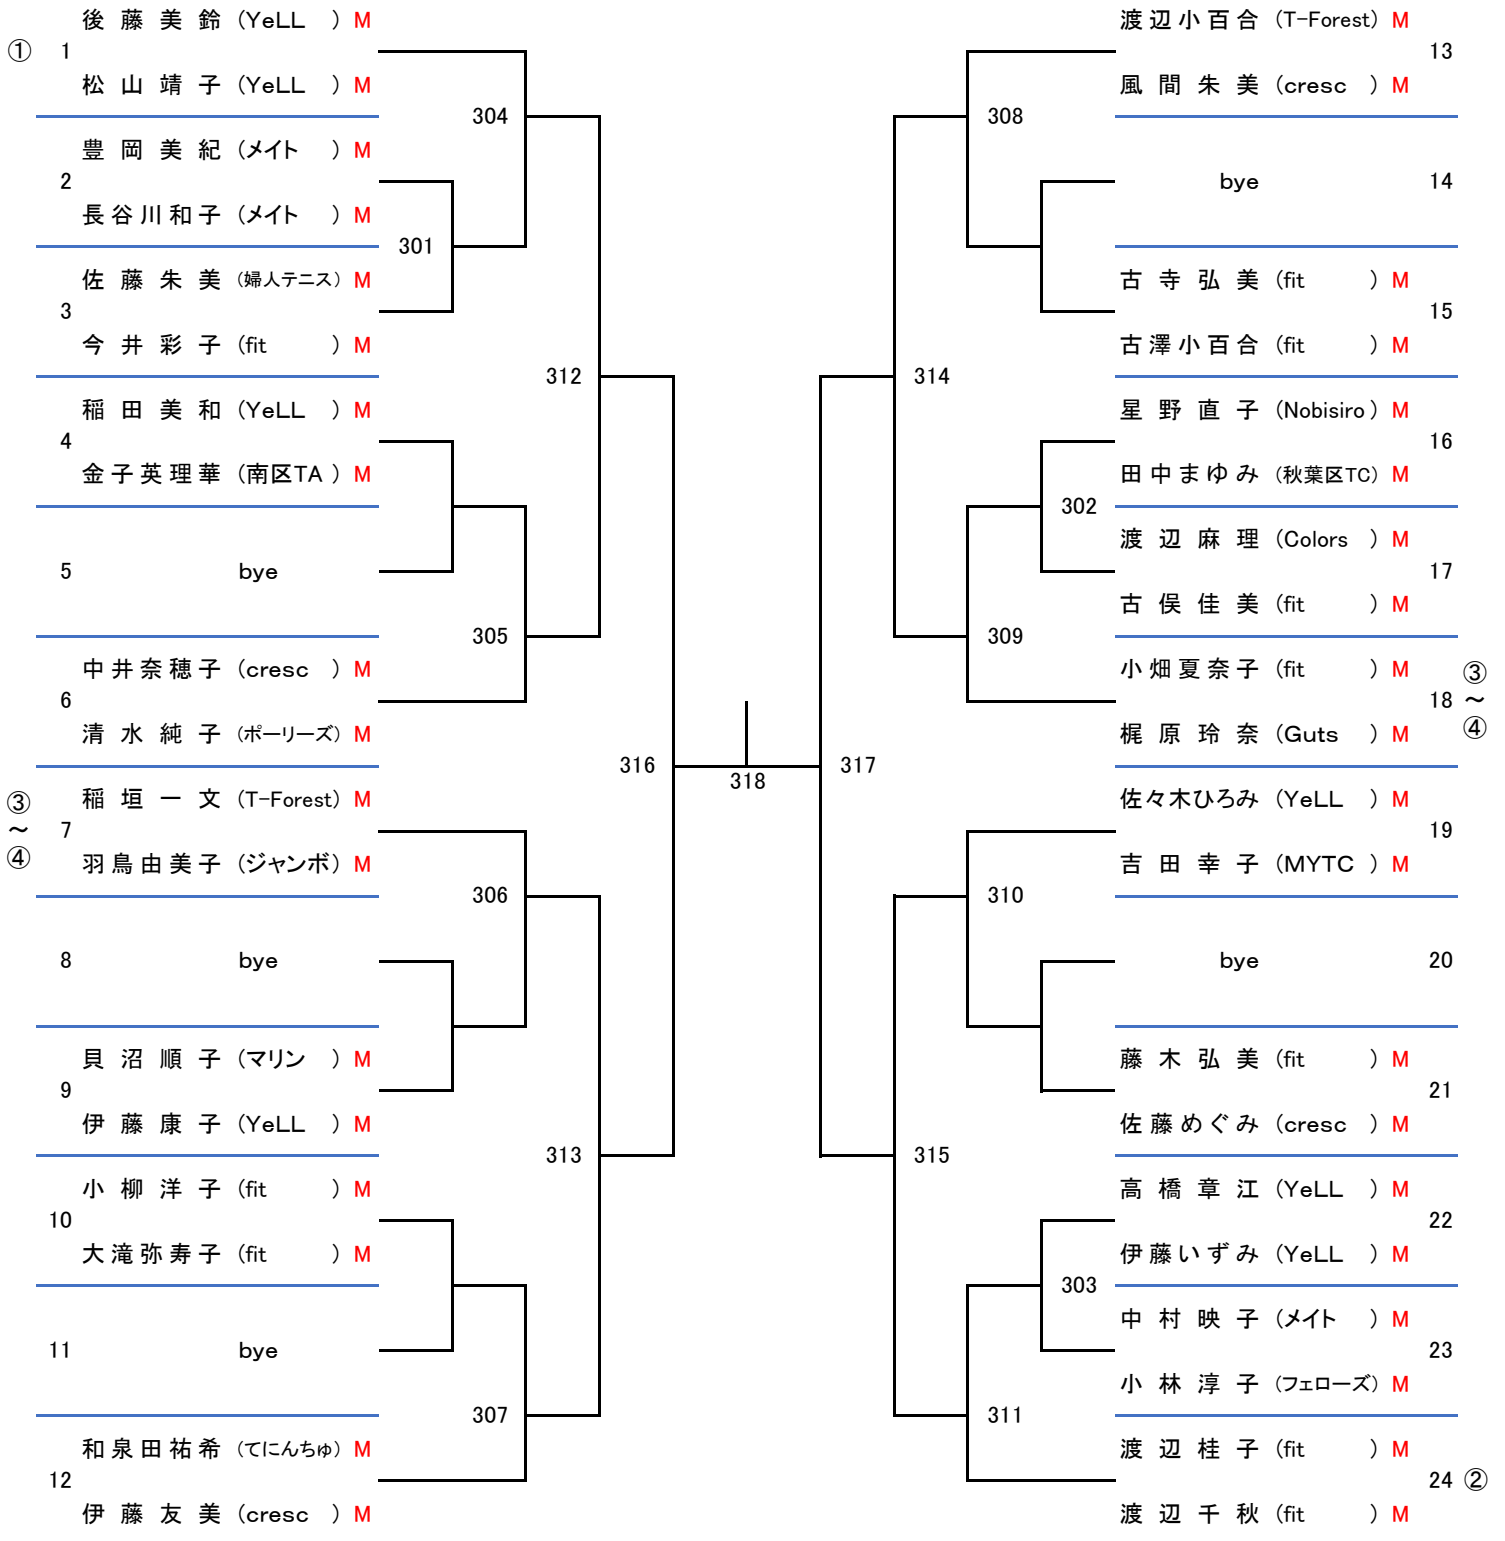 後藤美鈴 (YeLL) M
① 1
松山靖子 (YeLL) M
304
豊岡美紀 (メイト) M
2
長谷川和子 (メイト) M
301
佐藤朱美 (婦人テニス) M
3
今井彩子 (fit) M
312
稲田美和 (YeLL) M
4
金子英理華 (南区TA) M
5 bye
305
中井奈穂子 (cresc) M
6
清水純子 (ポーリーズ) M
316
稲垣一文 (T-Forest) M
③～④ 7
羽鳥由美子 (ジャンボ) M
306
8 bye
貝沼順子 (マリン) M
9
伊藤康子 (YeLL) M
313
小柳洋子 (fit) M
10
大滝弥寿子 (fit) M
11 bye
307
和泉田祐希 (てにんちゅ) M
12
伊藤友美 (cresc) M
318
渡辺小百合 (T-Forest) M
13
風間朱美 (cresc) M
308
bye 14
古寺弘美 (fit) M
15
古澤小百合 (fit) M
314
星野直子 (Nobisiro) M
16
田中まゆみ (秋葉区TC) M
302
渡辺麻理 (Colors) M
17
古俣佳美 (fit) M
309
小畑夏奈子 (fit) M
18 ③～④
梶原玲奈 (Guts) M
317
佐々木ひろみ (YeLL) M
19
吉田幸子 (MYTC) M
310
bye 20
藤木弘美 (fit) M
21
佐藤めぐみ (cresc) M
315
高橋章江 (YeLL) M
22
伊藤いずみ (YeLL) M
303
中村映子 (メイト) M
23
小林淳子 (フェローズ) M
311
渡辺桂子 (fit) M
24 ②
渡辺千秋 (fit) M